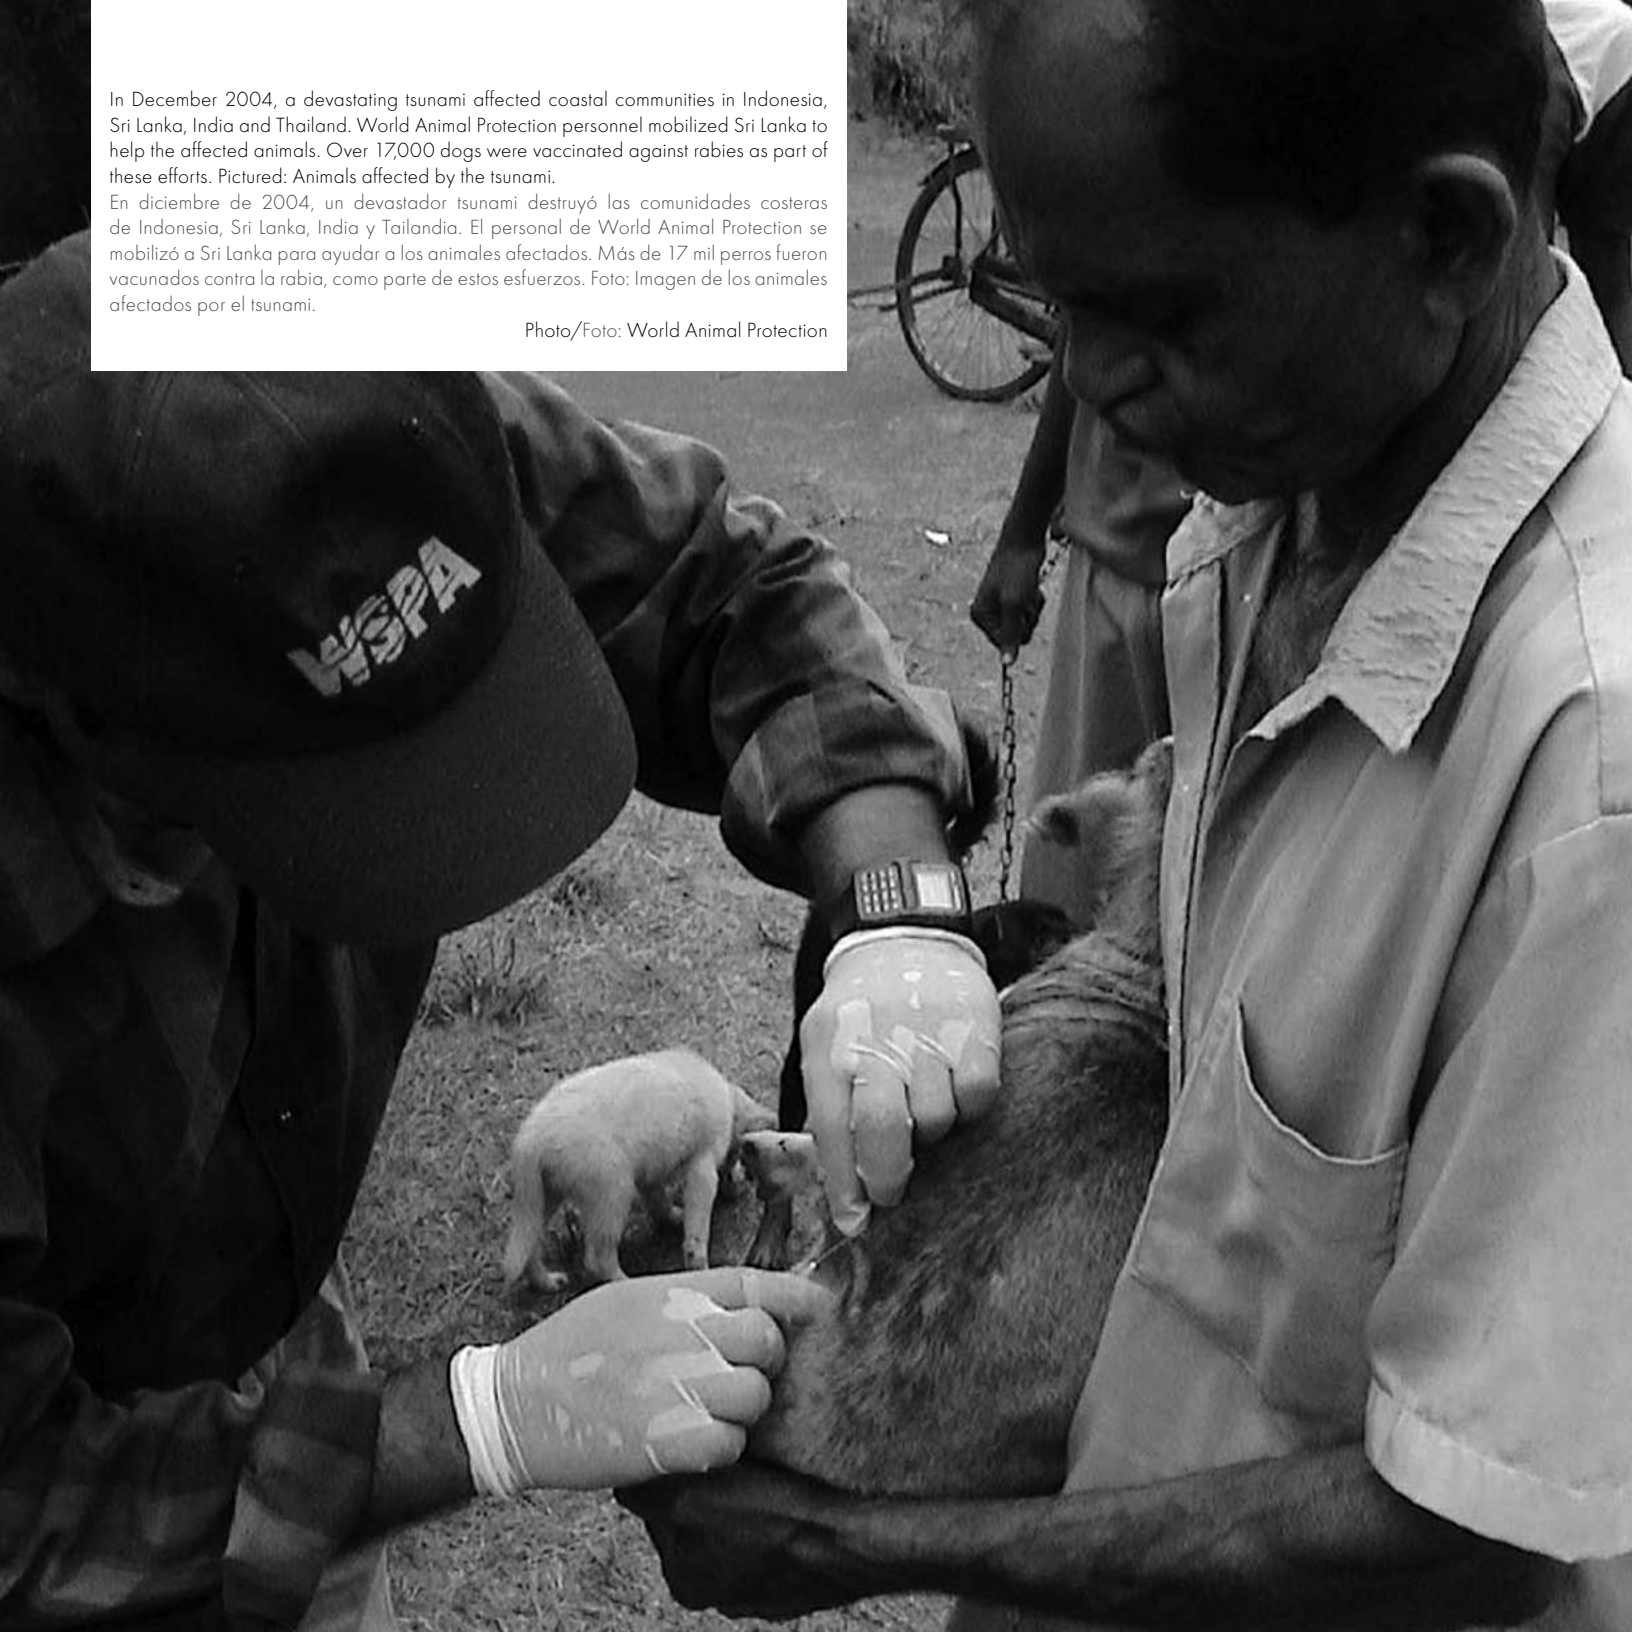 In December 2004, a devastating tsunami affected coastal communities in Indonesia,
Sri Lanka, India and Thailand. World Animal Protection personnel mobilized Sri Lanka to
help the affected animals. Over 17,000 dogs were vaccinated against rabies as part of
these efforts. Pictured: Animals affected by the tsunami.
En diciembre de 2004, un devastador tsunami destruyó las comunidades costeras
de Indonesia, Sri Lanka, India y Tailandia. El personal de World Animal Protection se
mobilizó a Sri Lanka para ayudar a los animales afectados. Más de 17 mil perros fueron
vacunados contra la rabia, como parte de estos esfuerzos. Foto: Imagen de los animales
afectados por el tsunami.
Photo/Foto: World Animal Protection
WSPA